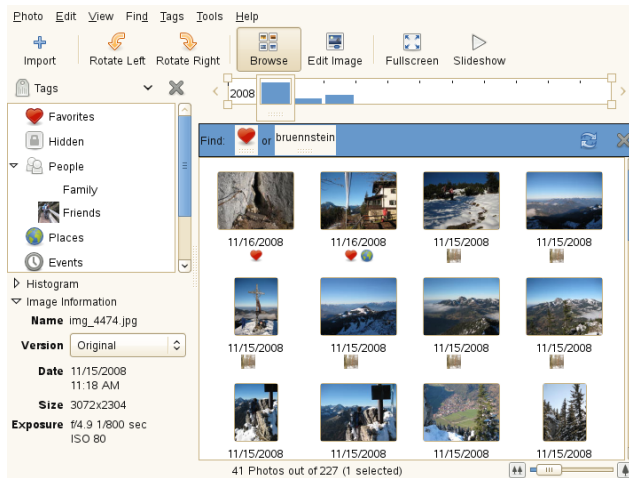 Photo Edit View Find Tags Tools Help
Import Rotate Left Rotate Right Browse Edit Image Fullscreen Slideshow
Tags
2008
Favorites
Hidden
People
Family
Friends
Places
Events
Histogram
Image Information
Name img_4474.jpg
Version Original
Date 11/15/2008
11:18 AM
Size 3072x2304
Exposure f/4.9 1/800 sec
ISO 80
Find: or bruennstein
11/16/2008 11/16/2008 11/15/2008 11/15/2008
11/15/2008 11/15/2008 11/15/2008 11/15/2008
11/15/2008 11/15/2008 11/15/2008 11/15/2008
41 Photos out of 227 (1 selected)